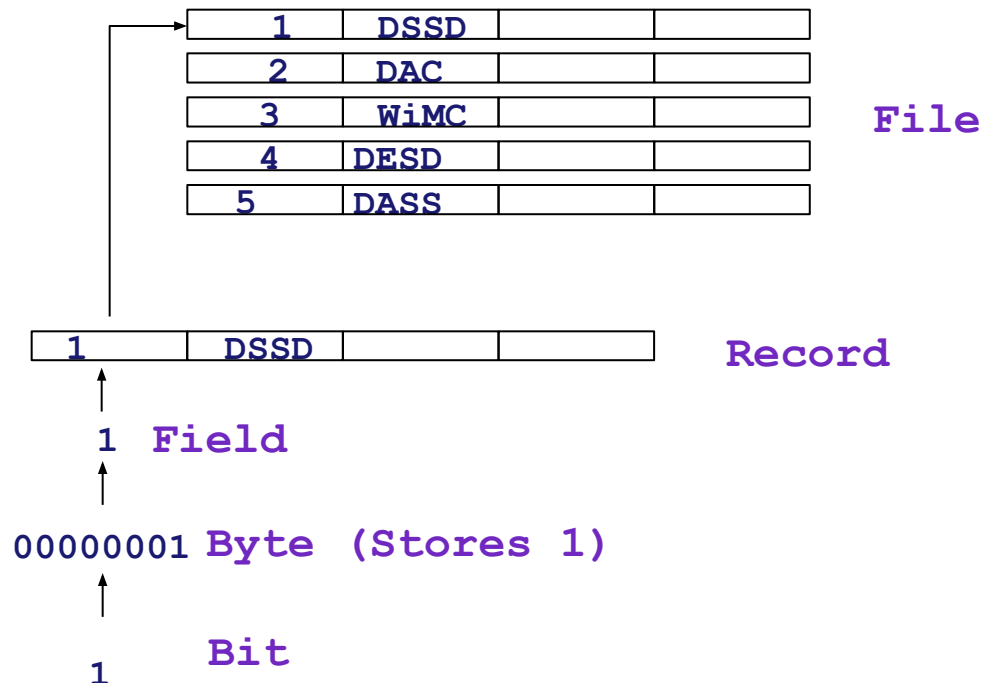 1 DSSD
2 DAC
3 WiMC
File
4 DESD
5 DASS
1 DSSD
Record
1 Field
00000001 Byte (Stores 1)
Bit
1